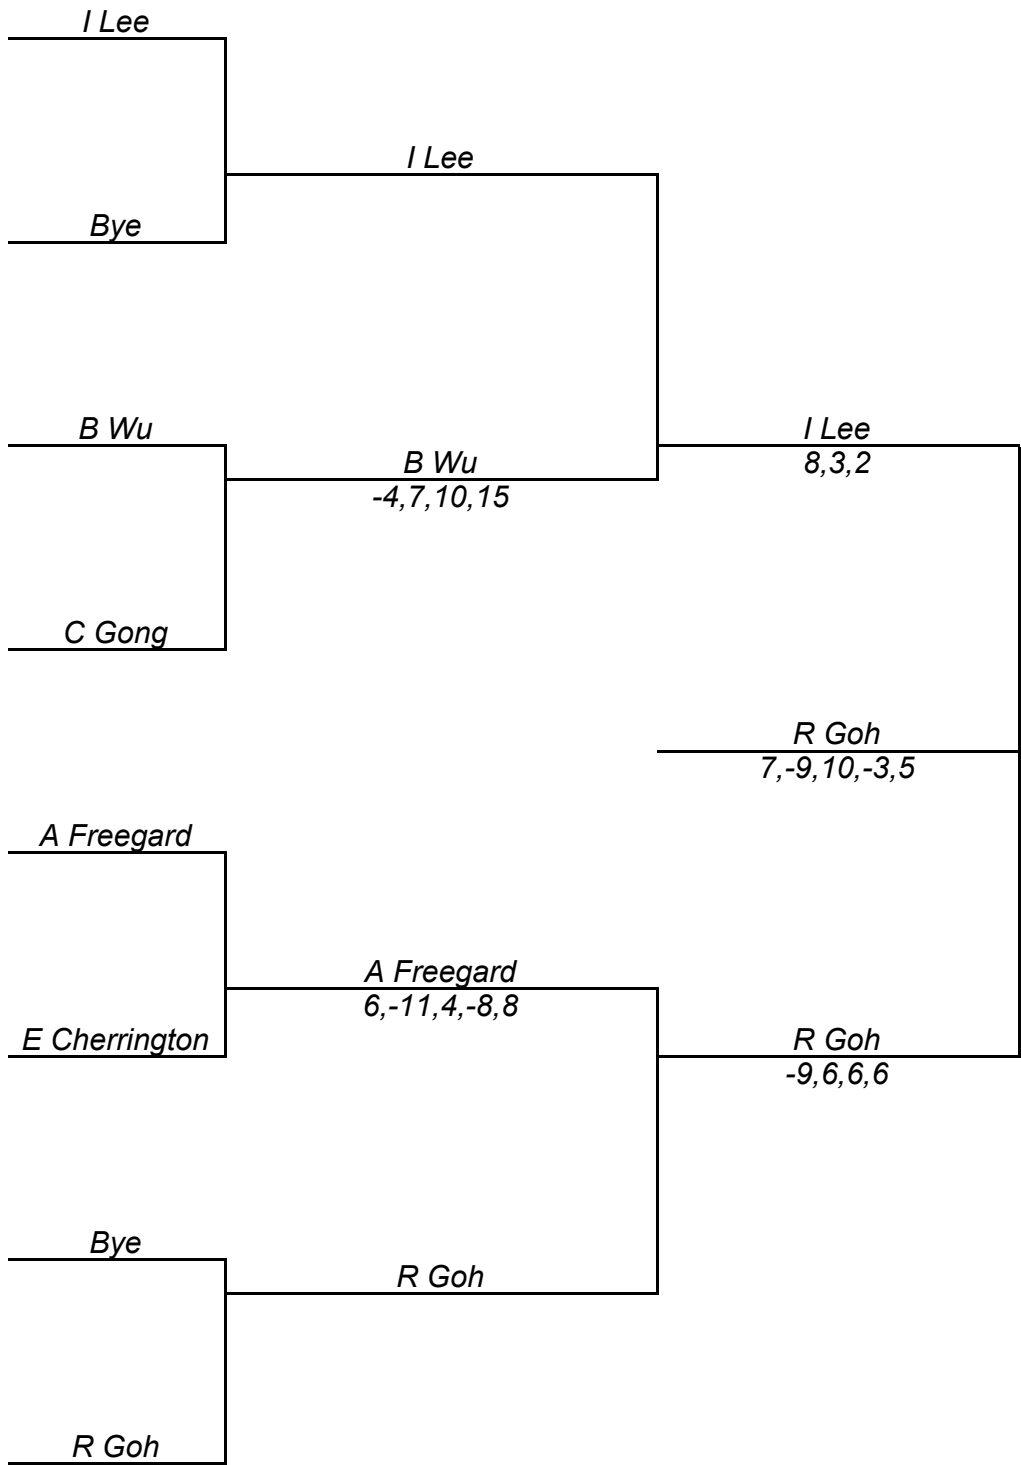 I Lee
I Lee
Bye
B Wu
I Lee
B Wu
8,3,2
-4,7,10,15
C Gong
R Goh
7,-9,10,-3,5
A Freegard
A Freegard
6,-11,4,-8,8
E Cherrington
R Goh
-9,6,6,6
Bye
R Goh
R Goh